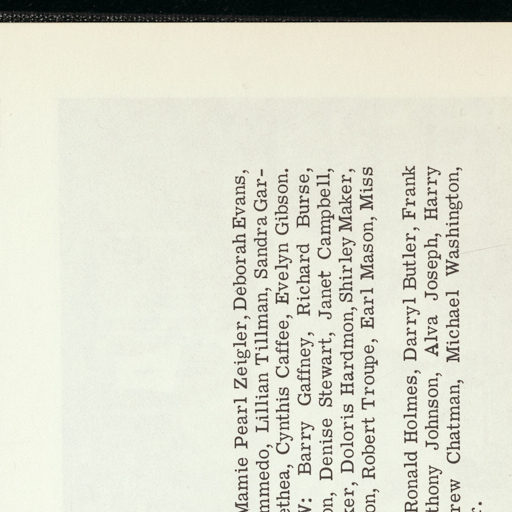 Mamie Pearl Zeigler, Deborah Evans,
mmedo, Lillian Tillman, Sandra Gar-
ethea, Cynthis Caffee, Evelyn Gibson.
W: Barry Gaffney, Richard Burse,
on, Denise Stewart, Janet Campbell,
ker, Doloris Hardmon, Shirley Maker,
on, Robert Troupe, Earl Mason, Miss
Ronald Holmes, Darryl Butler, Frank
thony Johnson, Alva Joseph, Harry
rew Chatman, Michael Washington,
r.